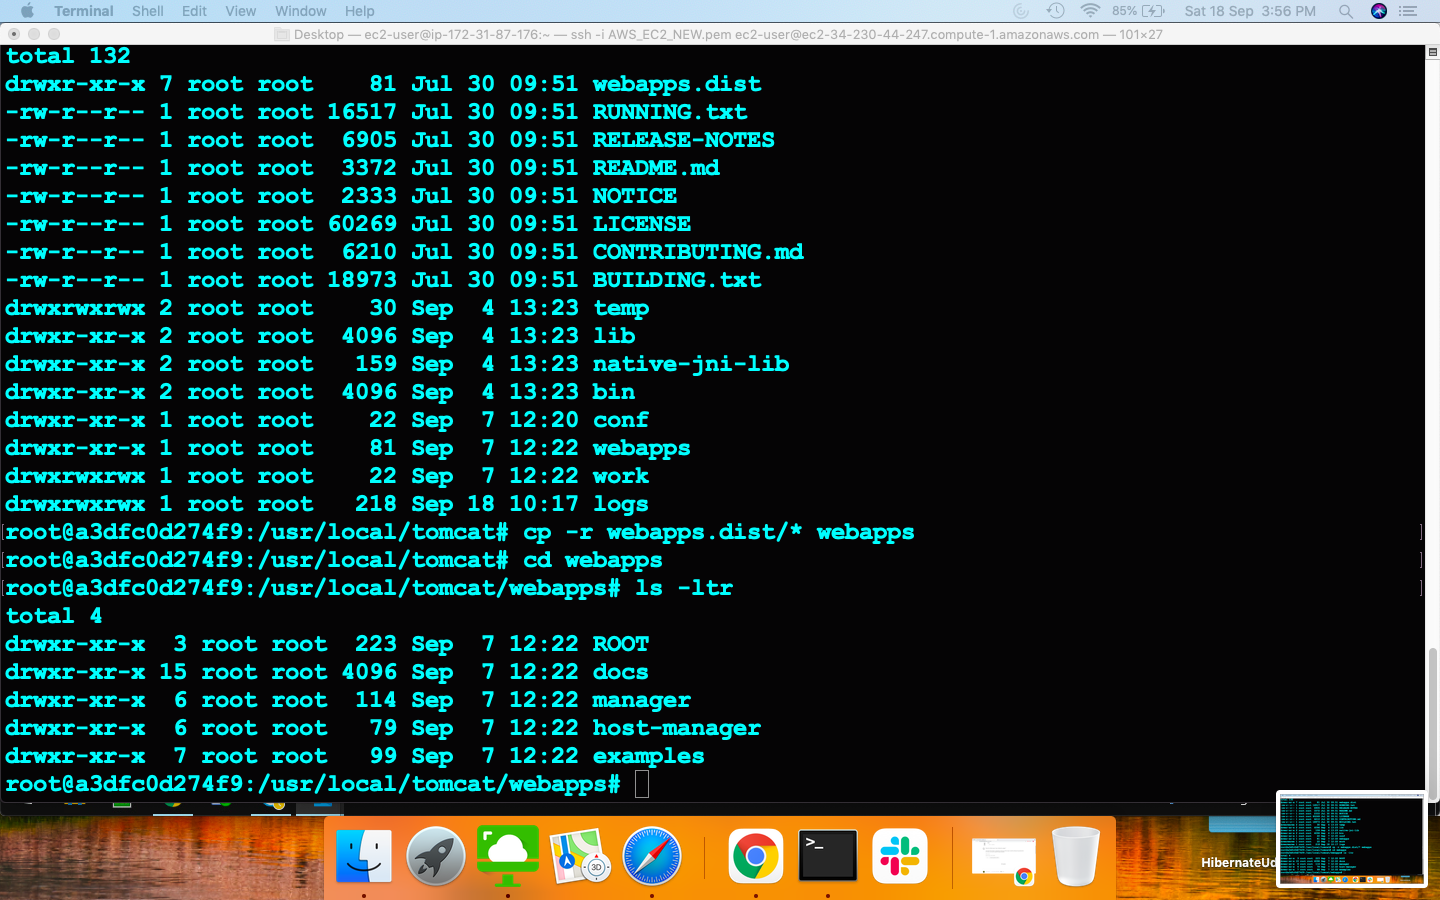 Terminal Shell Edit View Window Help 85% Sat 18 Sep 3:56 PM
Desktop — ec2-user@ip-172-31-87-176:~ — ssh -i AWS_EC2_NEW.pem ec2-user@ec2-34-230-44-247.compute-1.amazonaws.com — 101×27
total 132
drwxr-xr-x 7 root root    81 Jul 30 09:51 webapps.dist
-rw-r--r-- 1 root root 16517 Jul 30 09:51 RUNNING.txt
-rw-r--r-- 1 root root  6905 Jul 30 09:51 RELEASE-NOTES
-rw-r--r-- 1 root root  3372 Jul 30 09:51 README.md
-rw-r--r-- 1 root root  2333 Jul 30 09:51 NOTICE
-rw-r--r-- 1 root root 60269 Jul 30 09:51 LICENSE
-rw-r--r-- 1 root root  6210 Jul 30 09:51 CONTRIBUTING.md
-rw-r--r-- 1 root root 18973 Jul 30 09:51 BUILDING.txt
drwxrwxrwx 2 root root    30 Sep  4 13:23 temp
drwxr-xr-x 2 root root  4096 Sep  4 13:23 lib
drwxr-xr-x 2 root root   159 Sep  4 13:23 native-jni-lib
drwxr-xr-x 2 root root  4096 Sep  4 13:23 bin
drwxr-xr-x 1 root root    22 Sep  7 12:20 conf
drwxr-xr-x 1 root root    81 Sep  7 12:22 webapps
drwxrwxrwx 1 root root    22 Sep  7 12:22 work
drwxrwxrwx 1 root root   218 Sep 18 10:17 logs
root@a3dfc0d274f9:/usr/local/tomcat# cp -r webapps.dist/* webapps
root@a3dfc0d274f9:/usr/local/tomcat# cd webapps
root@a3dfc0d274f9:/usr/local/tomcat/webapps# ls -ltr
total 4
drwxr-xr-x  3 root root  223 Sep  7 12:22 ROOT
drwxr-xr-x 15 root root 4096 Sep  7 12:22 docs
drwxr-xr-x  6 root root  114 Sep  7 12:22 manager
drwxr-xr-x  6 root root   79 Sep  7 12:22 host-manager
drwxr-xr-x  7 root root   99 Sep  7 12:22 examples
root@a3dfc0d274f9:/usr/local/tomcat/webapps#
3D
>_